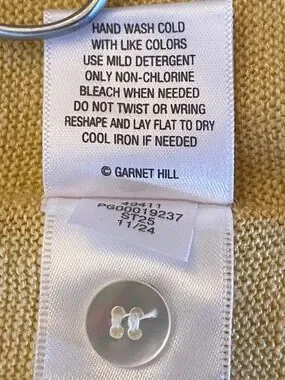 HAND WASH COLD
WITH LIKE COLORS
USE MILD DETERGENT
ONLY NON-CHLORINE
BLEACH WHEN NEEDED
DO NOT TWIST OR WRING
RESHAPE AND LAY FLAT TO DRY
COOL IRON IF NEEDED
© GARNET HILL
49411
PG00019237
ST25
11/24